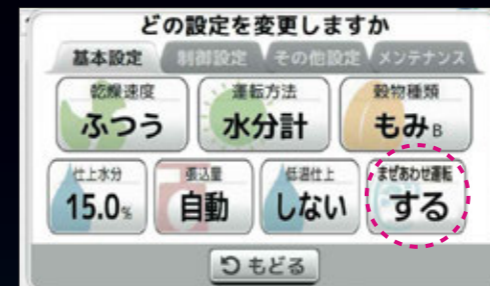 どの設定を変更しますか
基本設定 制御設定 その他設定 メンテナンス
乾燥速度 運転方法 穀物種類
ふつう 水分計 もみB
仕上水分 張込量 低温仕上 まぜあわせ運転
15.0% 自動 しない する
もどる